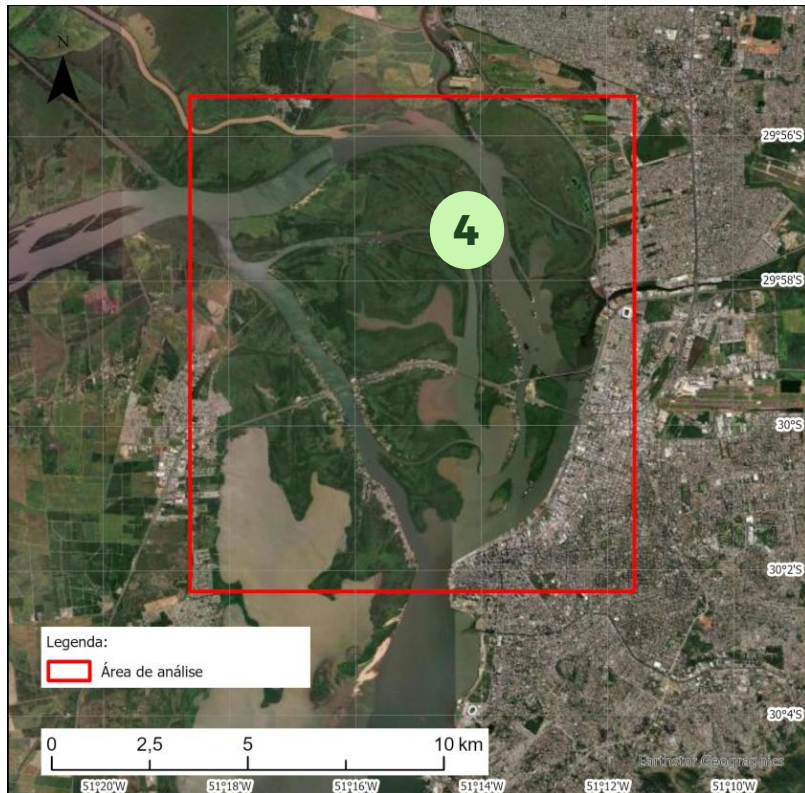 N
4
29°56'S
29°58'S
30°S
30°2'S
30°4'S
Legenda:
Área de análise
0 2,5 5 10 km
Earthstar Geographics
51°20'W 51°18'W 51°16'W 51°14'W 51°12'W 51°10'W